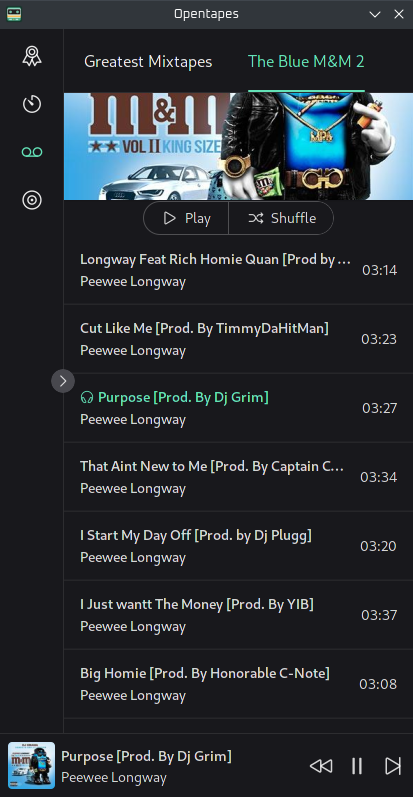 Opentapes
Greatest Mixtapes
The Blue M&M 2
m&m
VOL II KING SIZE
Play
Shuffle
Longway Feat Rich Homie Quan [Prod by ...
Peewee Longway
03:14
Cut Like Me [Prod. By TimmyDaHitMan]
Peewee Longway
03:23
Purpose [Prod. By Dj Grim]
Peewee Longway
03:27
That Aint New to Me [Prod. By Captain C...
Peewee Longway
03:34
I Start My Day Off [Prod. by Dj Plugg]
Peewee Longway
03:20
I Just wantt The Money [Prod. By YIB]
Peewee Longway
03:37
Big Homie [Prod. By Honorable C-Note]
Peewee Longway
03:08
Purpose [Prod. By Dj Grim]
Peewee Longway